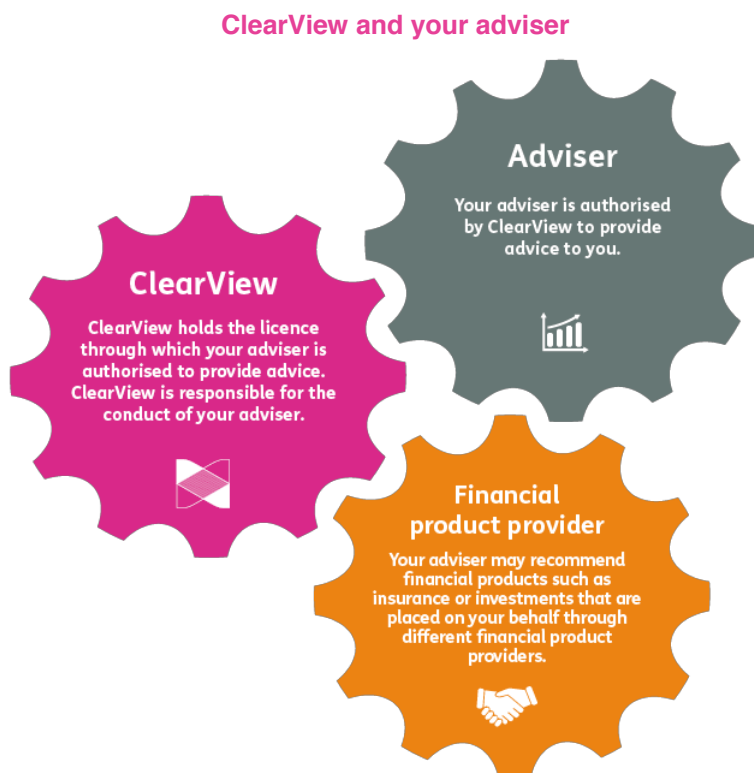 ClearView and your adviser
Adviser
Your adviser is authorised
by ClearView to provide
advice to you.
ClearView
ClearView holds the licence
through which your adviser is
authorised to provide advice.
ClearView is responsible for the
conduct of your adviser.
Financial
product provider
Your adviser may recommend
financial products such as
insurance or investments that are
placed on your behalf through
different financial product
providers.